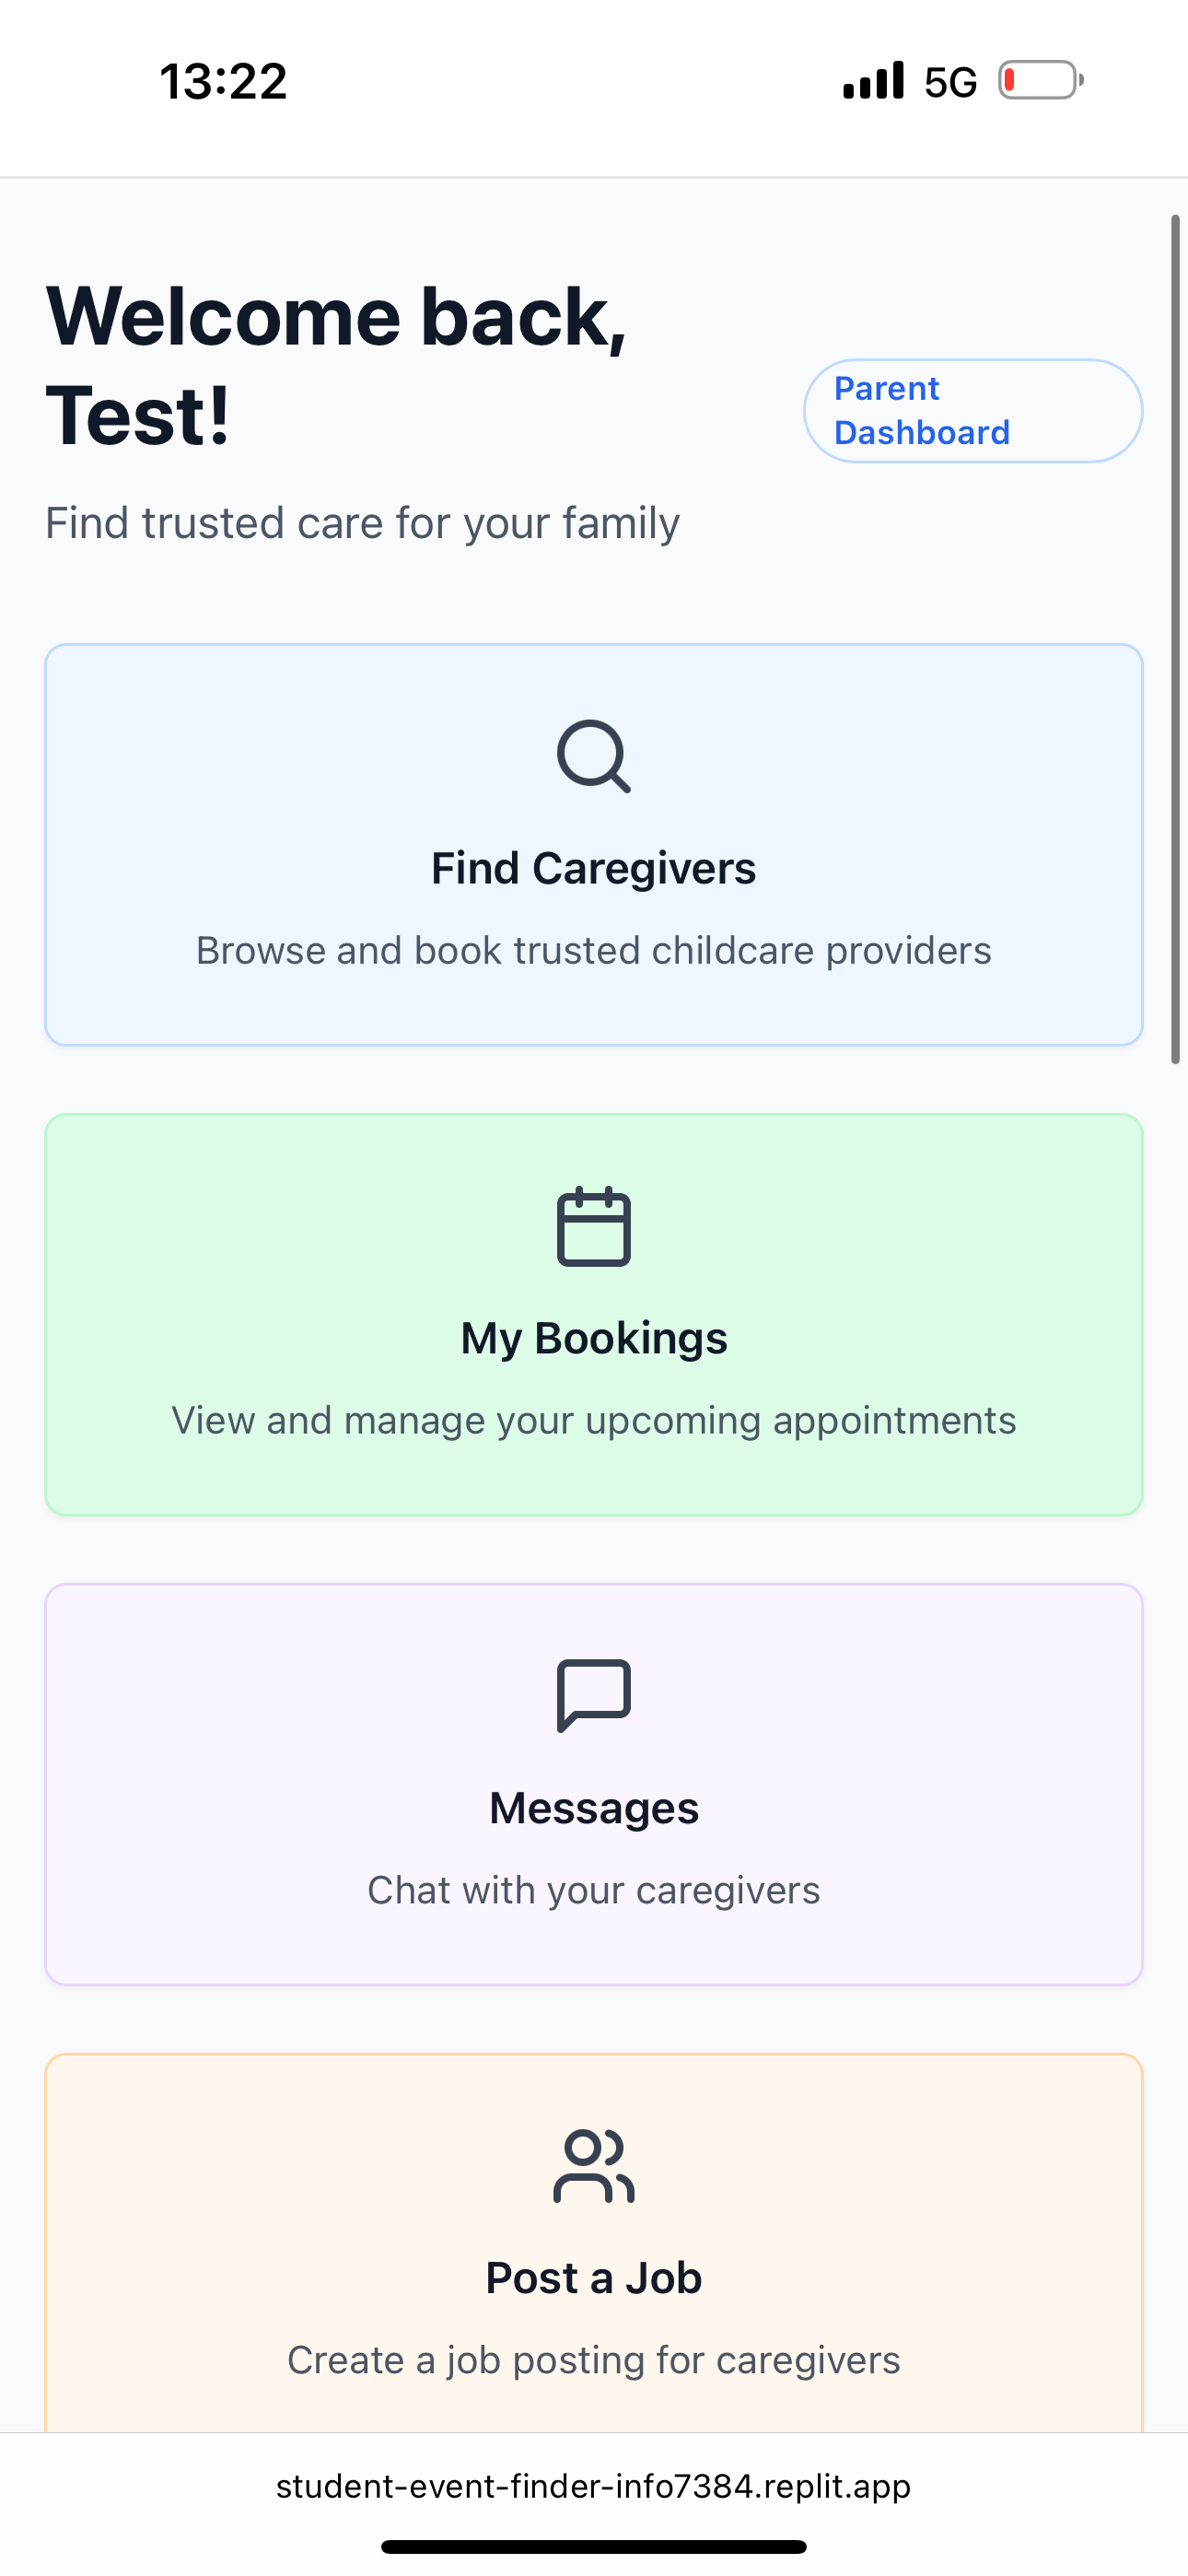 13:22
5G
Welcome back,
Test!
Parent
Dashboard
Find trusted care for your family
Find Caregivers
Browse and book trusted childcare providers
My Bookings
View and manage your upcoming appointments
Messages
Chat with your caregivers
Post a Job
Create a job posting for caregivers
student-event-finder-info7384.replit.app